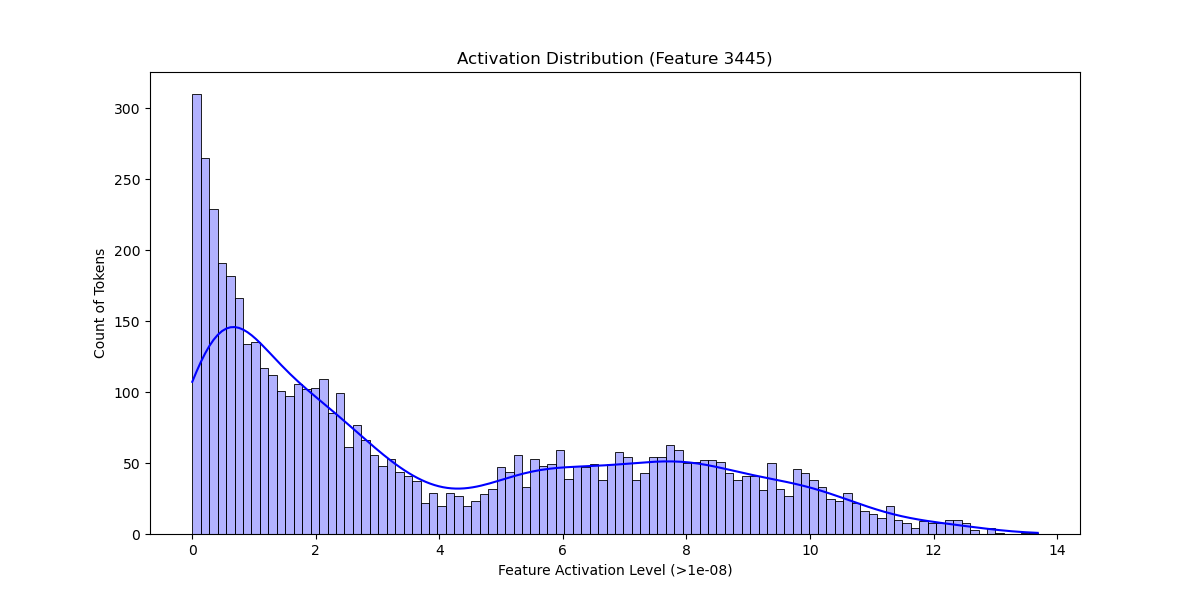 Activation Distribution (Feature 3445)
Count of Tokens
300
250
200
150
100
50
0
0 2 4 6 8 10 12 14
Feature Activation Level (>1e-08)